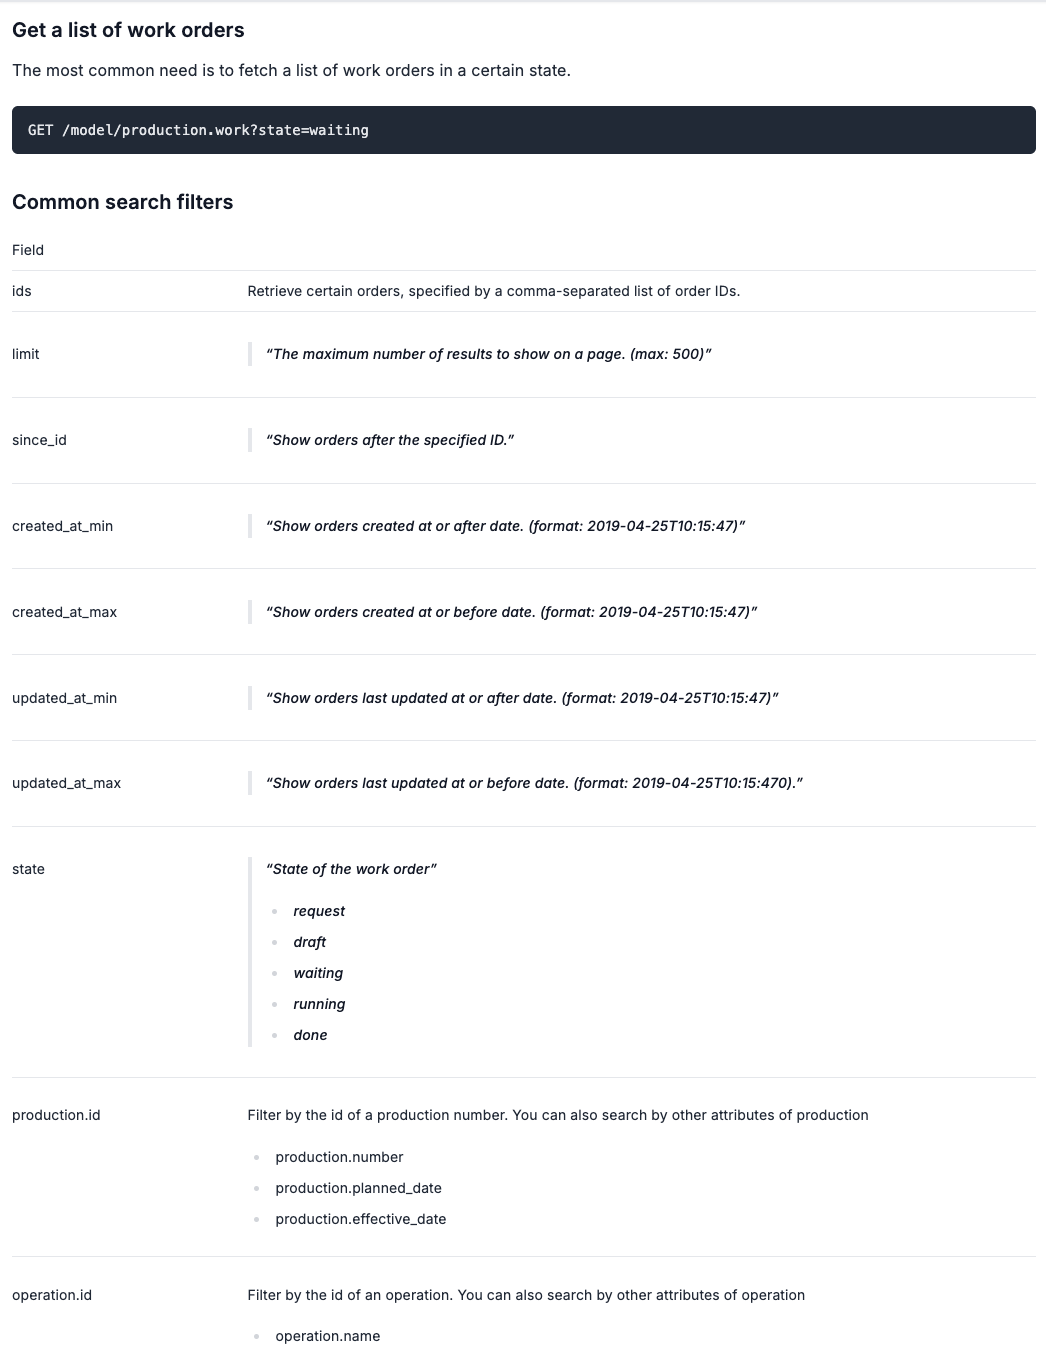 Get a list of work orders
The most common need is to fetch a list of work orders in a certain state.
GET /model/production.work?state=waiting
Common search filters
Field
ids
Retrieve certain orders, specified by a comma-separated list of order IDs.
limit
“The maximum number of results to show on a page. (max: 500)”
since_id
“Show orders after the specified ID.”
created_at_min
“Show orders created at or after date. (format: 2019-04-25T10:15:47)”
created_at_max
“Show orders created at or before date. (format: 2019-04-25T10:15:47)”
updated_at_min
“Show orders last updated at or after date. (format: 2019-04-25T10:15:47)”
updated_at_max
“Show orders last updated at or before date. (format: 2019-04-25T10:15:470).”
state
“State of the work order”
request
draft
waiting
running
done
production.id
Filter by the id of a production number. You can also search by other attributes of production
production.number
production.planned_date
production.effective_date
operation.id
Filter by the id of an operation. You can also search by other attributes of operation
operation.name